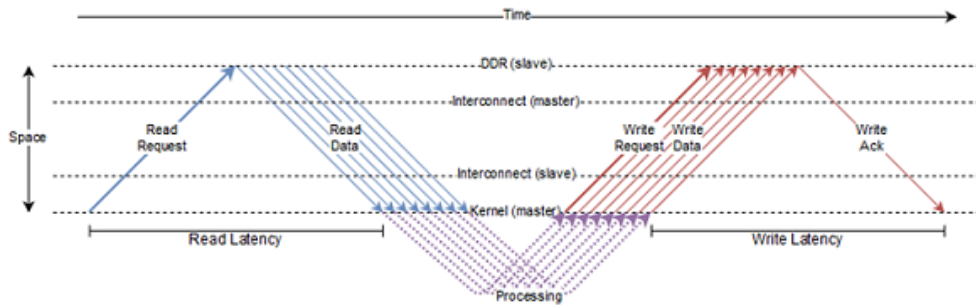 Time
DDR (slave)
Interconnect (master)
Space
Read
Request
Read
Data
Write
Request
Write
Data
Write
Ack
Interconnect (slave)
Kernel (master)
Read Latency
Write Latency
Processing